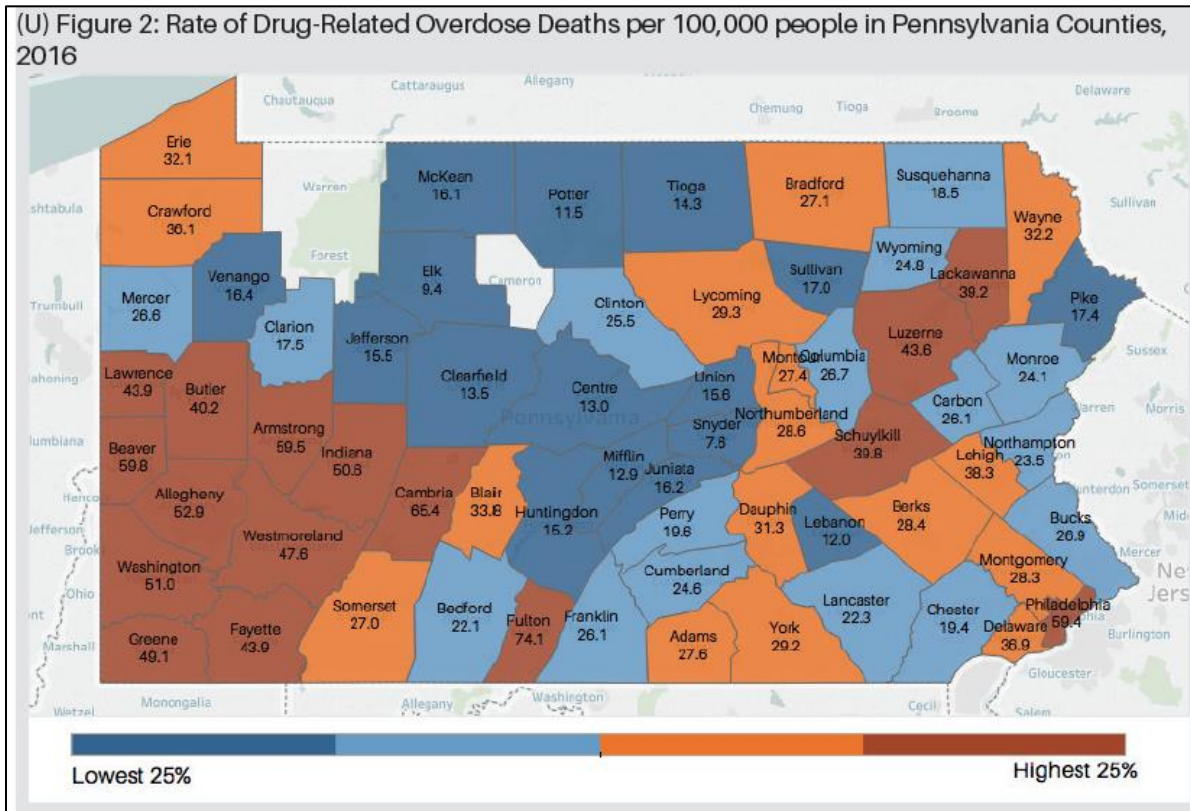 (U) Figure 2: Rate of Drug-Related Overdose Deaths per 100,000 people in Pennsylvania Counties,
2016
Chautauqua
Cattaraugus
Allegany
Chemung
Tioga
Broome
Delaware
Erie
32.1
Warren
McKean
16.1
Potter
11.5
Tioga
14.3
Bradford
27.1
Susquehanna
18.5
Wayne
32.2
Sullivan
Crawford
36.1
Forest
Venango
16.4
Elk
9.4
Cameron
Sullivan
17.0
Wyoming
24.8
Lackawanna
39.2
Pike
17.4
Trumbull
Mercer
26.6
Clarion
17.5
Jefferson
15.5
Clinton
25.5
Lycoming
29.3
Luzerne
43.6
Sussex
Lawrence
43.9
Butler
40.2
Clearfield
13.5
Centre
13.0
Pennsylvania
Union
15.6
Montour
27.4
Columbia
26.7
Monroe
24.1
Carbon
26.1
Morris
Beaver
59.8
Armstrong
59.5
Indiana
50.6
Snyder
7.6
Northumberland
28.6
Schuylkill
39.8
Northampton
23.5
Lehigh
38.3
Somerset
Allegheny
52.9
Cambria
65.4
Blair
33.8
Huntingdon
15.2
Mifflin
12.9
Juniata
16.2
Perry
19.6
Dauphin
31.3
Lebanon
12.0
Berks
28.4
Bucks
26.9
Jefferson
Westmoreland
47.6
Cumberland
24.6
Montgomery
28.3
Mercer
Washington
51.0
Ohio
Somerset
27.0
Bedford
22.1
Fulton
74.1
Franklin
26.1
Adams
27.6
York
29.2
Lancaster
22.3
Chester
19.4
Delaware
36.9
Philadelphia
59.4
Burlington
Marshall
Greene
49.1
Fayette
43.9
Gloucester
Wetzel
Monongalia
Allegany
Washington
Cecil
Salem
Lowest 25%
Highest 25%